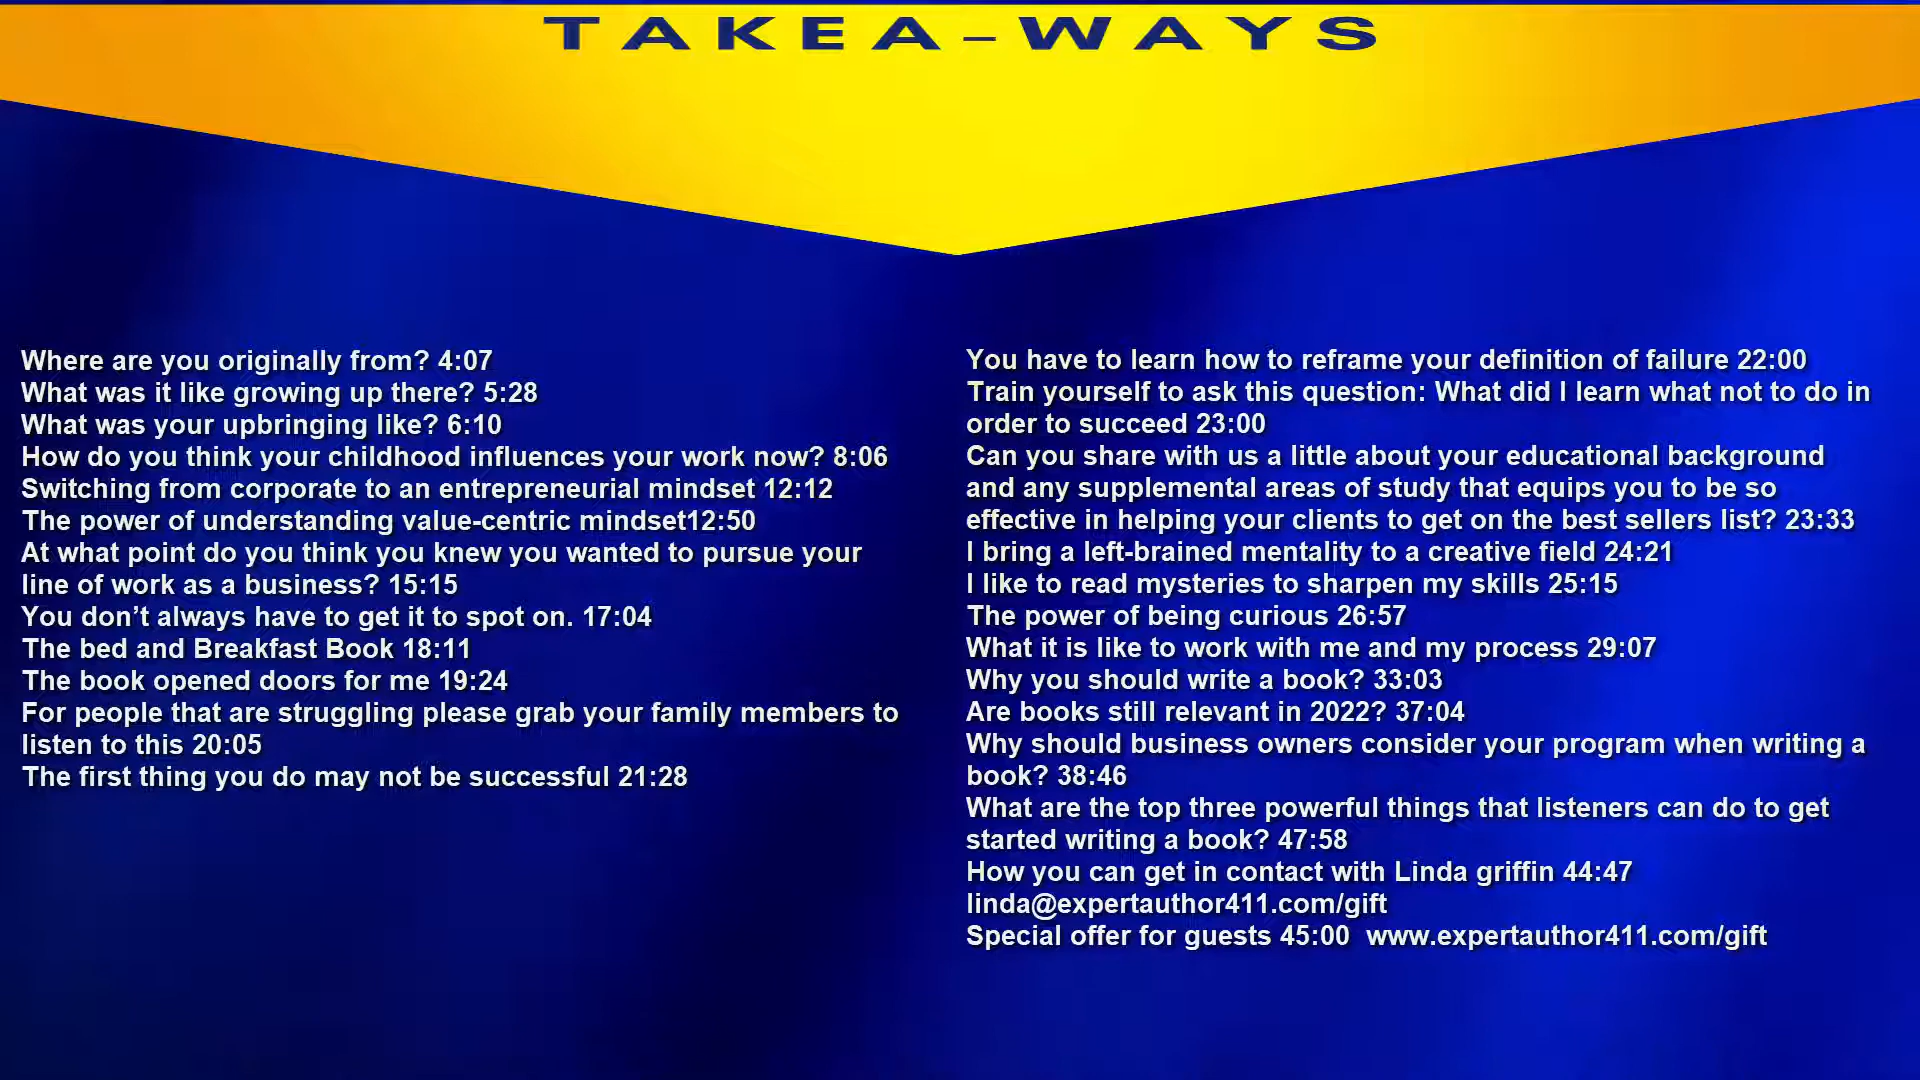 TAKEA-WAYS
Where are you originally from? 4:07
What was it like growing up there? 5:28
What was your upbringing like? 6:10
How do you think your childhood influences your work now? 8:06
Switching from corporate to an entrepreneurial mindset 12:12
The power of understanding value-centric mindset12:50
At what point do you think you knew you wanted to pursue your
line of work as a business? 15:15
You don’t always have to get it to spot on. 17:04
The bed and Breakfast Book 18:11
The book opened doors for me 19:24
For people that are struggling please grab your family members to
listen to this 20:05
The first thing you do may not be successful 21:28
You have to learn how to reframe your definition of failure 22:00
Train yourself to ask this question: What did I learn what not to do in
order to succeed 23:00
Can you share with us a little about your educational background
and any supplemental areas of study that equips you to be so
effective in helping your clients to get on the best sellers list? 23:33
I bring a left-brained mentality to a creative field 24:21
I like to read mysteries to sharpen my skills 25:15
The power of being curious 26:57
What it is like to work with me and my process 29:07
Why you should write a book? 33:03
Are books still relevant in 2022? 37:04
Why should business owners consider your program when writing a
book? 38:46
What are the top three powerful things that listeners can do to get
started writing a book? 47:58
How you can get in contact with Linda griffin 44:47
linda@expertauthor411.com/gift
Special offer for guests 45:00  www.expertauthor411.com/gift